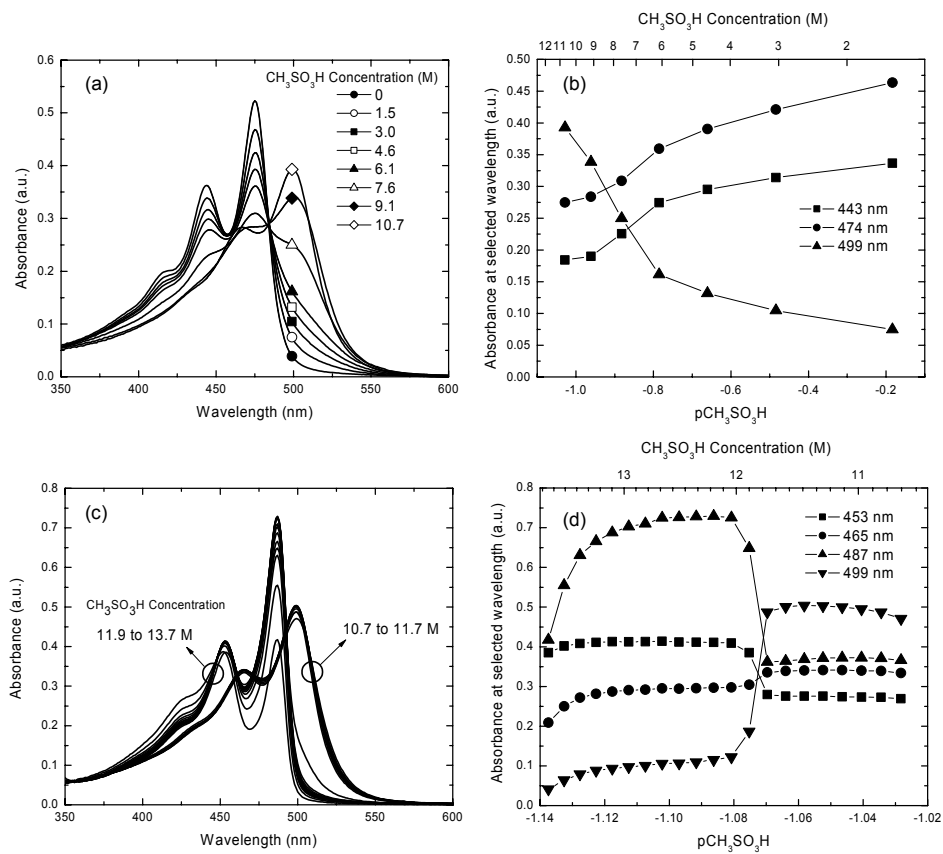 (a)
CH₃SO₃H Concentration (M)
0
1.5
3.0
4.6
6.1
7.6
9.1
10.7
Absorbance (a.u.)
0.6
0.5
0.4
0.3
0.2
0.1
0.0
350 400 450 500 550 600
Wavelength (nm)
CH₃SO₃H Concentration (M)
12 11 10 9 8 7 6 5 4 3 2
(b)
Absorbance at selected wavelength (a.u.)
0.50
0.45
0.40
0.35
0.30
0.25
0.20
0.15
0.10
0.05
0.00
443 nm
474 nm
499 nm
-1.0 -0.8 -0.6 -0.4 -0.2
pCH₃SO₃H
(c)
Absorbance (a.u.)
0.8
0.7
0.6
0.5
0.4
0.3
0.2
0.1
0.0
CH₃SO₃H Concentration
11.9 to 13.7 M
10.7 to 11.7 M
350 400 450 500 550 600
Wavelength (nm)
CH₃SO₃H Concentration (M)
13 12 11
(d)
Absorbance at selected wavelength (a.u.)
0.8
0.7
0.6
0.5
0.4
0.3
0.2
0.1
0.0
453 nm
465 nm
487 nm
499 nm
-1.14 -1.12 -1.10 -1.08 -1.06 -1.04 -1.02
pCH₃SO₃H